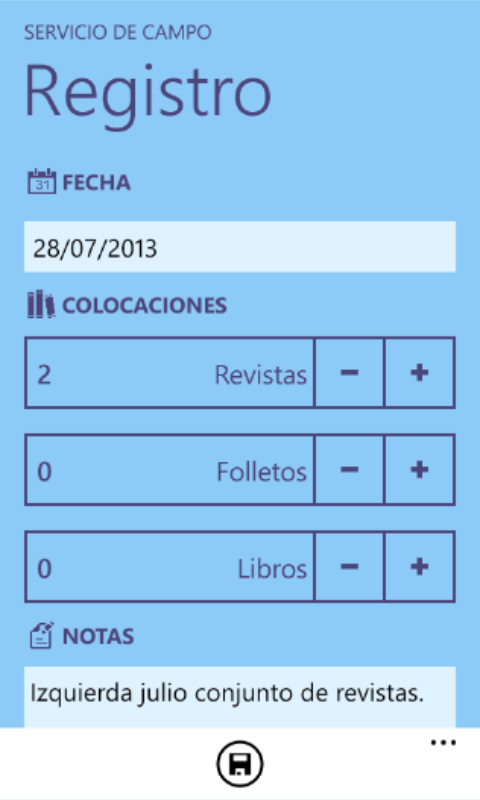 SERVICIO DE CAMPO
Registro
31 FECHA
28/07/2013
COLOCACIONES
2 Revistas − +
0 Folletos − +
0 Libros − +
NOTAS
Izquierda julio conjunto de revistas.
...